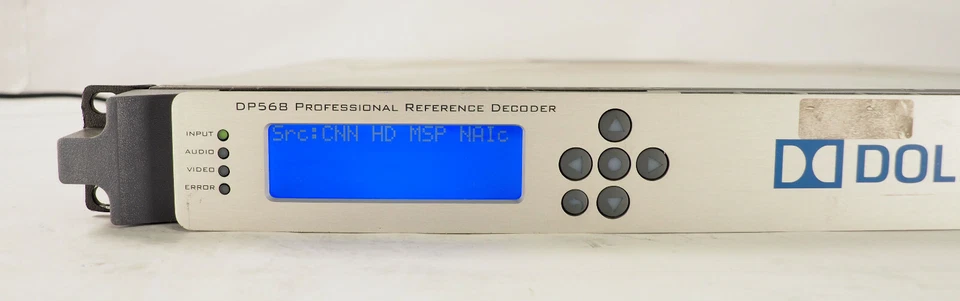 DP568 PROFESSIONAL REFERENCE DECODER
INPUT
AUDIO
VIDEO
ERROR
Src:CNN HD MSP NAIc
DOL